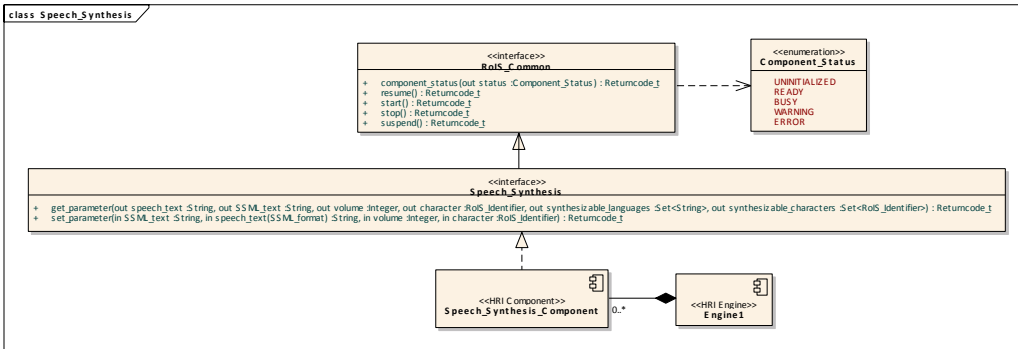 class Speech_Synthesis
<<interface>>
RoIS_Common
+ component_status(out status :Component_Status) : Returncode_t
+ resume() : Returncode_t
+ start() : Returncode_t
+ stop() : Returncode_t
+ suspend() : Returncode_t
<<enumeration>>
Component_Status
UNINITIALIZED
READY
BUSY
WARNING
ERROR
<<interface>>
Speech_Synthesis
+ get_parameter(out speech_text :String, out SSML_text :String, out volume :Integer, out character :RoIS_Identifier, out synthesizable_languages :Set<String>, out synthesizable_characters :Set<RoIS_Identifier>) : Returncode_t
+ set_parameter(in SSML_text :String, in speech_text(SSML_format) :String, in volume :Integer, in character :RoIS_Identifier) : Returncode_t
<<HRI Component>>
Speech_Synthesis_Component
0..*
<<HRI Engine>>
Engine1